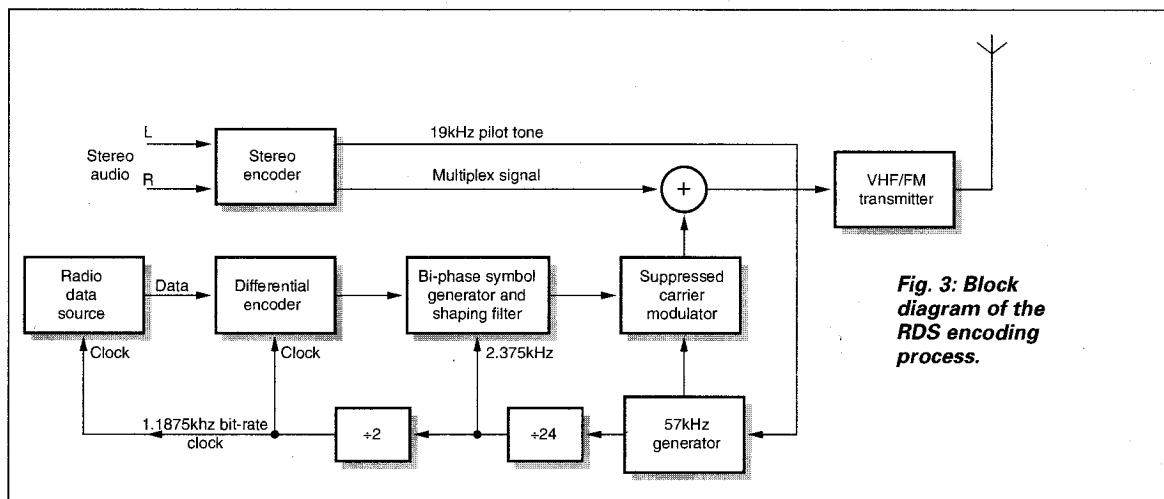 L
19kHz pilot tone
Stereo
audio
Stereo
encoder
R
Multiplex signal
+
VHF/FM
transmitter
Radio
data
source
Data
Differential
encoder
Bi-phase symbol
generator and
shaping filter
Suppressed
carrier
modulator
Fig. 3: Block
diagram of the
RDS encoding
process.
Clock
Clock
2.375kHz
1.1875khz bit-rate
clock
÷2
÷24
57kHz
generator